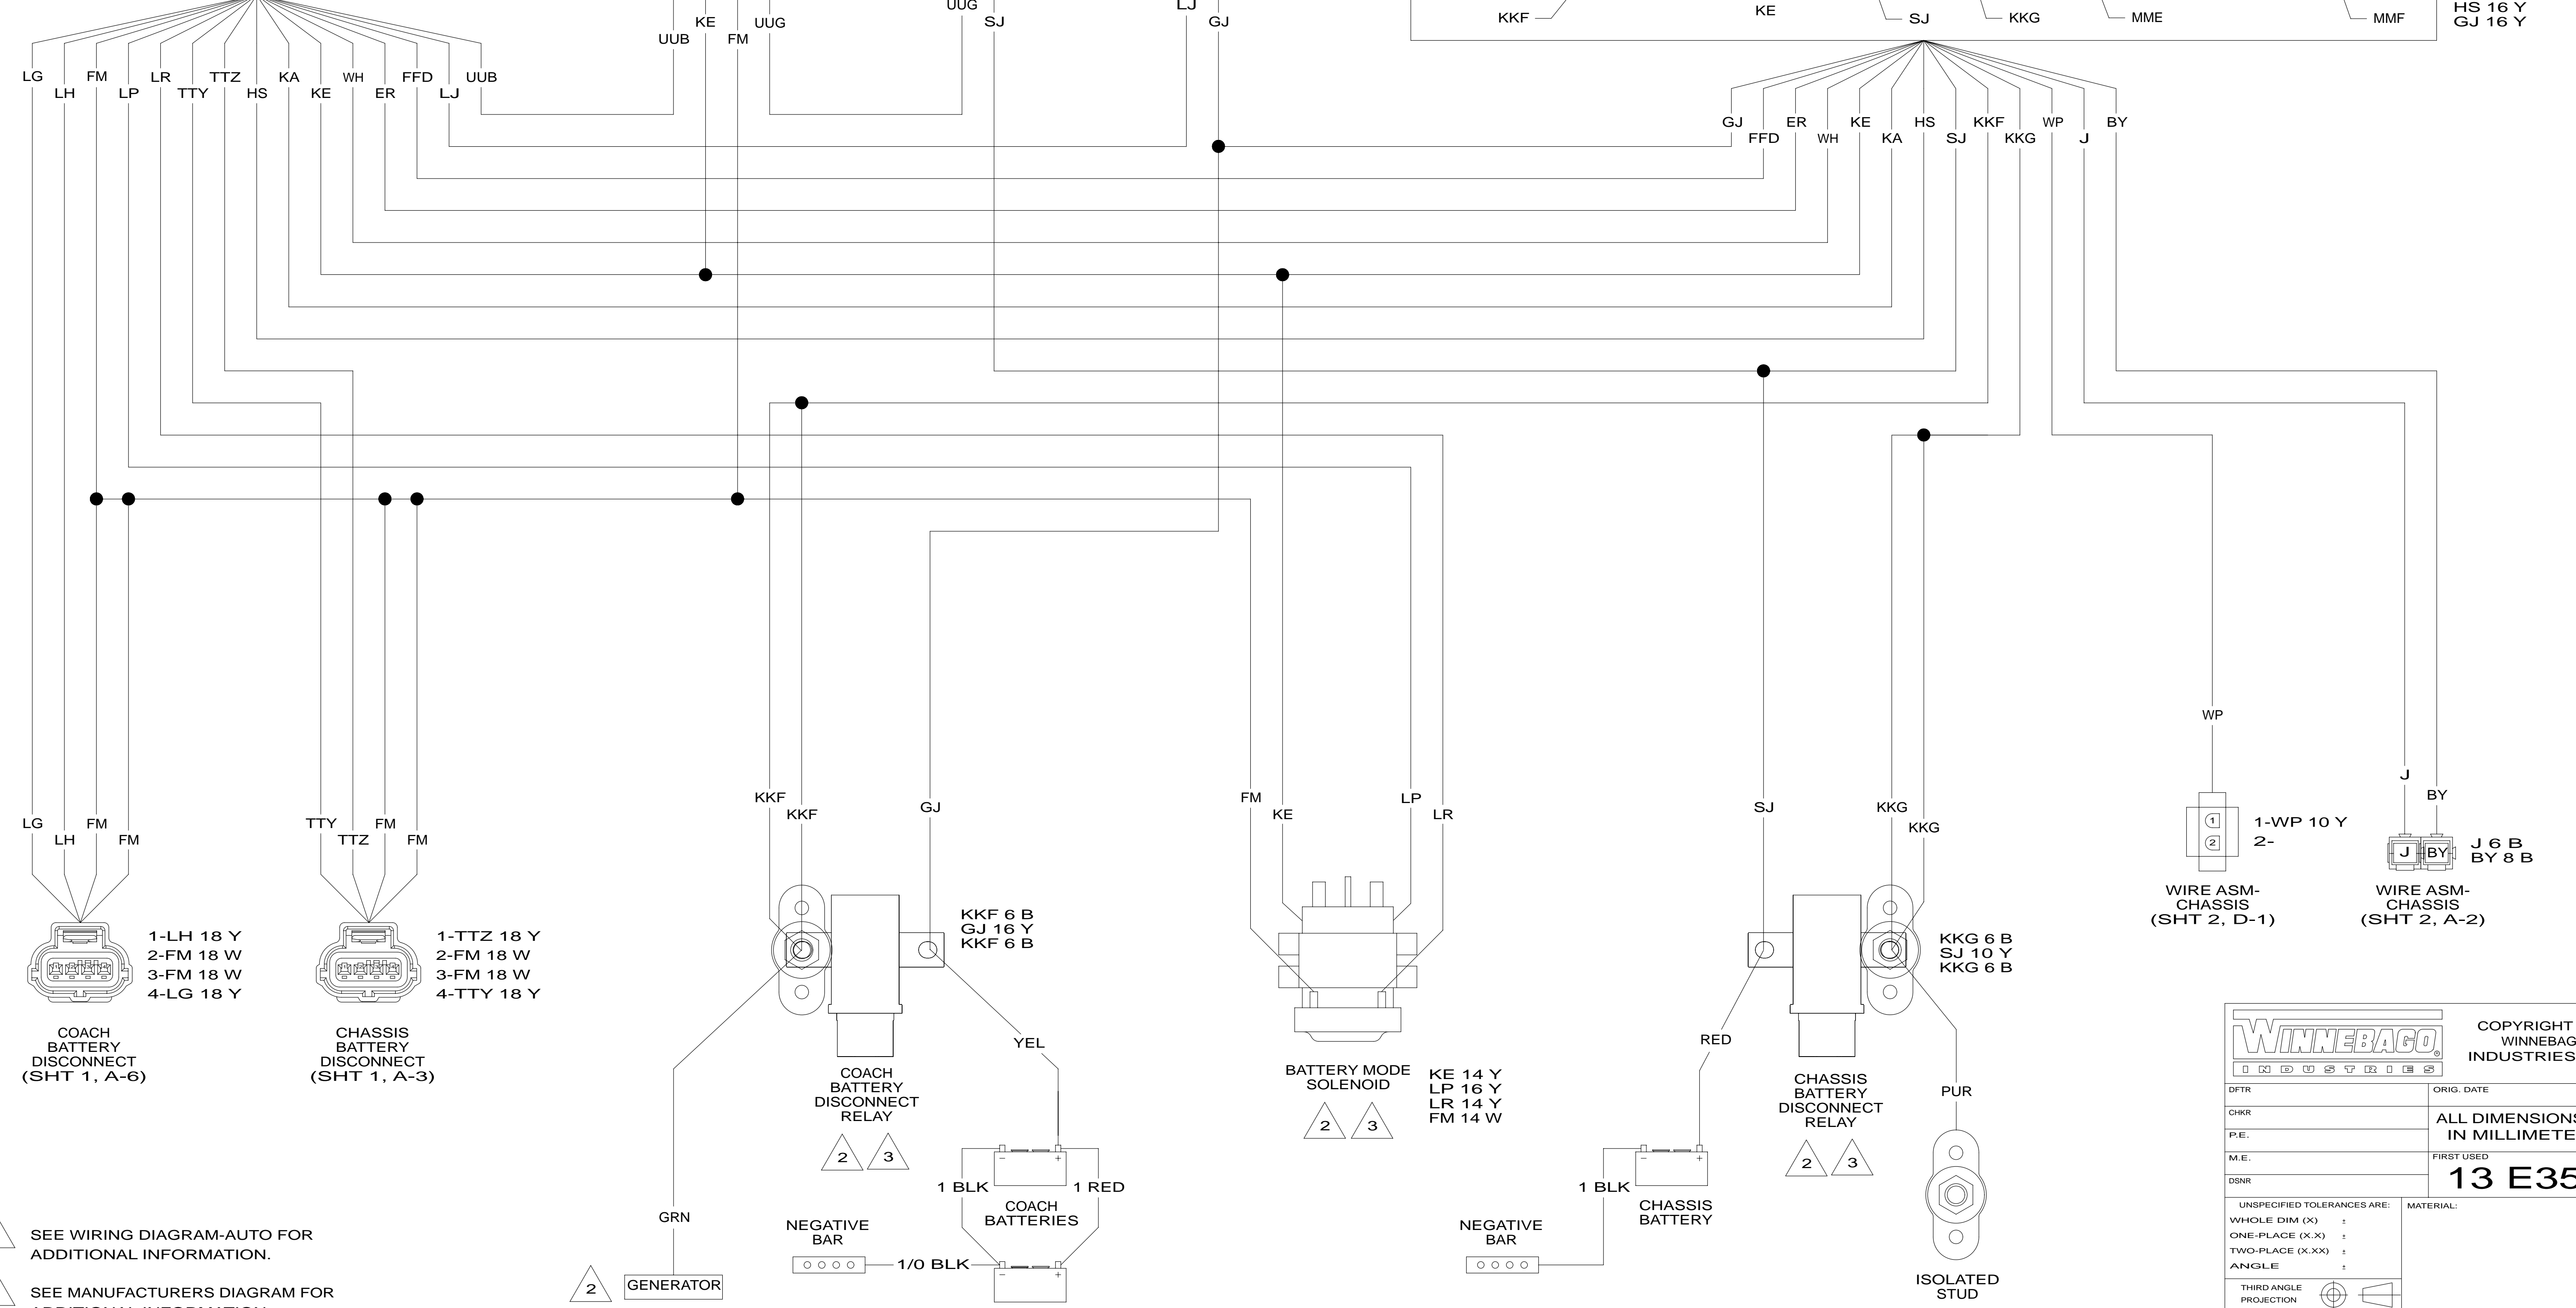 UUB
KE
FM
UUG
UUG
SJ
LJ
GJ
KKF
KE
SJ
KKG
MME
MMF
HS 16 Y
GJ 16 Y
LG
LH
FM
LP
LR
TTY
TTZ
HS
KA
KE
WH
ER
FFD
LJ
UUB
GJ
FFD
ER
WH
KE
KA
HS
SJ
KKF
KKG
WP
J
BY
WP
J
BY
LG
LH
FM
FM
TTY
TTZ
FM
FM
KKF
KKF
GJ
FM
KE
LP
LR
SJ
KKG
KKG
1
2
1-WP 10 Y
2-
J
BY
J 6 B
BY 8 B
WIRE ASM-
CHASSIS
(SHT 2, D-1)
WIRE ASM-
CHASSIS
(SHT 2, A-2)
1-LH 18 Y
2-FM 18 W
3-FM 18 W
4-LG 18 Y
COACH
BATTERY
DISCONNECT
(SHT 1, A-6)
1-TTZ 18 Y
2-FM 18 W
3-FM 18 W
4-TTY 18 Y
CHASSIS
BATTERY
DISCONNECT
(SHT 1, A-3)
KKF 6 B
GJ 16 Y
KKF 6 B
COACH
BATTERY
DISCONNECT
RELAY
2
3
YEL
GRN
2
GENERATOR
1 BLK
1 RED
- +
COACH
BATTERIES
NEGATIVE
BAR
1/0 BLK
- +
BATTERY MODE
SOLENOID
2
3
KE 14 Y
LP 16 Y
LR 14 Y
FM 14 W
KKG 6 B
SJ 10 Y
KKG 6 B
RED
CHASSIS
BATTERY
DISCONNECT
RELAY
2
3
PUR
1 BLK
- +
CHASSIS
BATTERY
NEGATIVE
BAR
ISOLATED
STUD
SEE WIRING DIAGRAM-AUTO FOR
ADDITIONAL INFORMATION.
SEE MANUFACTURERS DIAGRAM FOR
ADDITIONAL INFORMATION
WINNEBAGO®
INDUSTRIES
COPYRIGHT
WINNEBAG
INDUSTRIES
DFTR
ORIG. DATE
CHKR
ALL DIMENSIONS
IN MILLIMETE
P.E.
M.E.
FIRST USED
13 E35
DSNR
UNSPECIFIED TOLERANCES ARE:
WHOLE DIM (X) ±
ONE-PLACE (X.X) ±
TWO-PLACE (X.XX) ±
ANGLE ±
MATERIAL:
THIRD ANGLE
PROJECTION